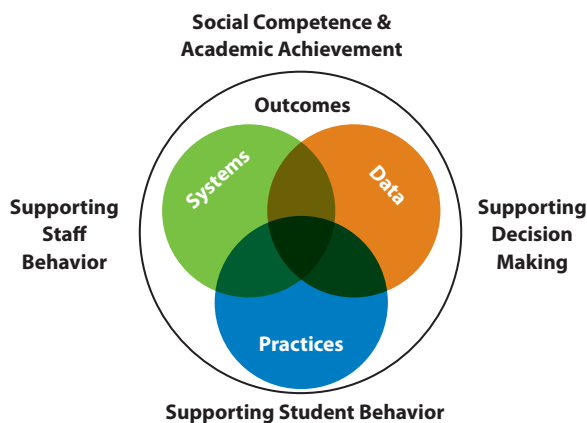 Social Competence &
Academic Achievement
Outcomes
Systems
Data
Supporting
Staff
Behavior
Supporting
Decision
Making
Practices
Supporting Student Behavior